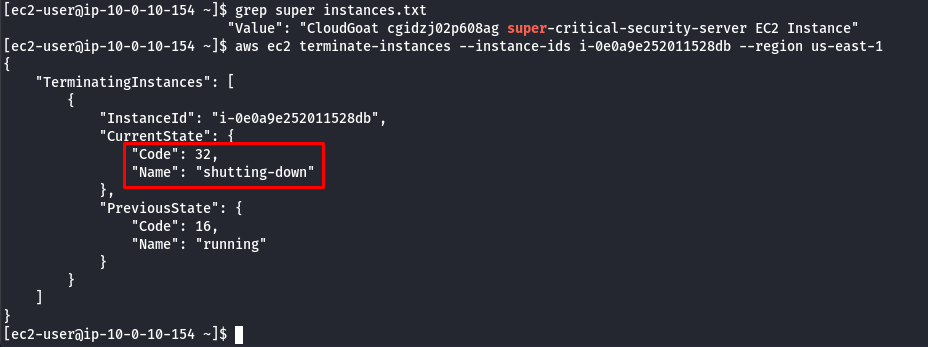 [ec2-user@ip-10-0-10-154 ~]$ grep super instances.txt
"Value": "CloudGoat cgidzj02p608ag super-critical-security-server EC2 Instance"
[ec2-user@ip-10-0-10-154 ~]$ aws ec2 terminate-instances --instance-ids i-0e0a9e252011528db --region us-east-1
{
    "TerminatingInstances": [
        {
            "InstanceId": "i-0e0a9e252011528db",
            "CurrentState": {
                "Code": 32,
                "Name": "shutting-down"
            },
            "PreviousState": {
                "Code": 16,
                "Name": "running"
            }
        }
    ]
}
[ec2-user@ip-10-0-10-154 ~]$